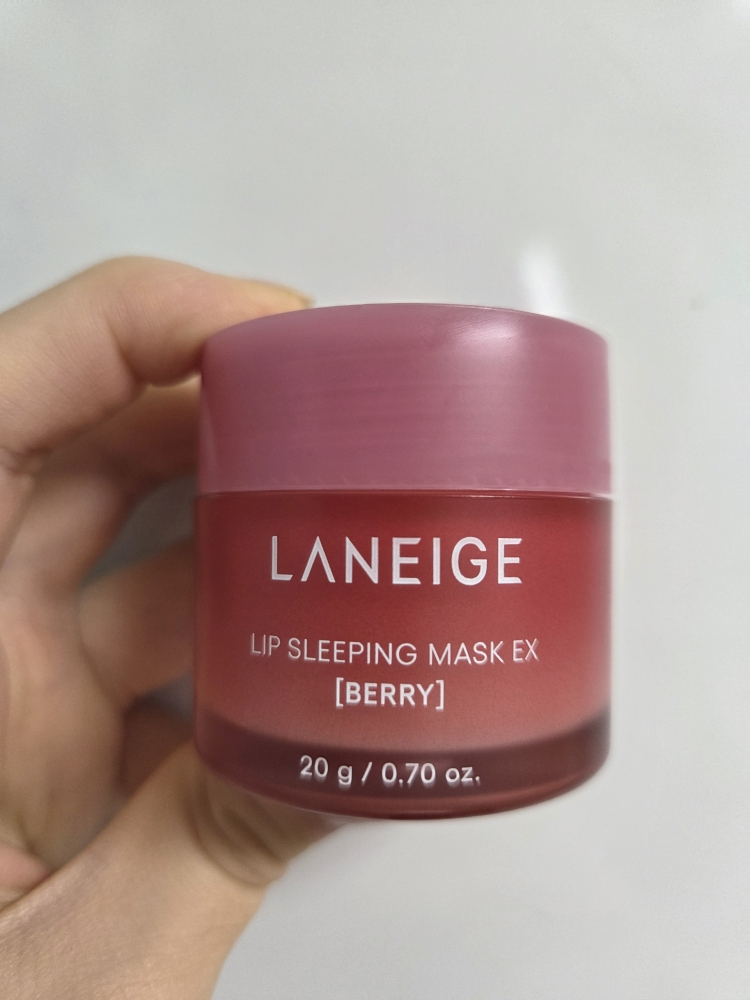 LANEIGE
LIP SLEEPING MASK EX
[BERRY]
20 g / 0.70 oz.